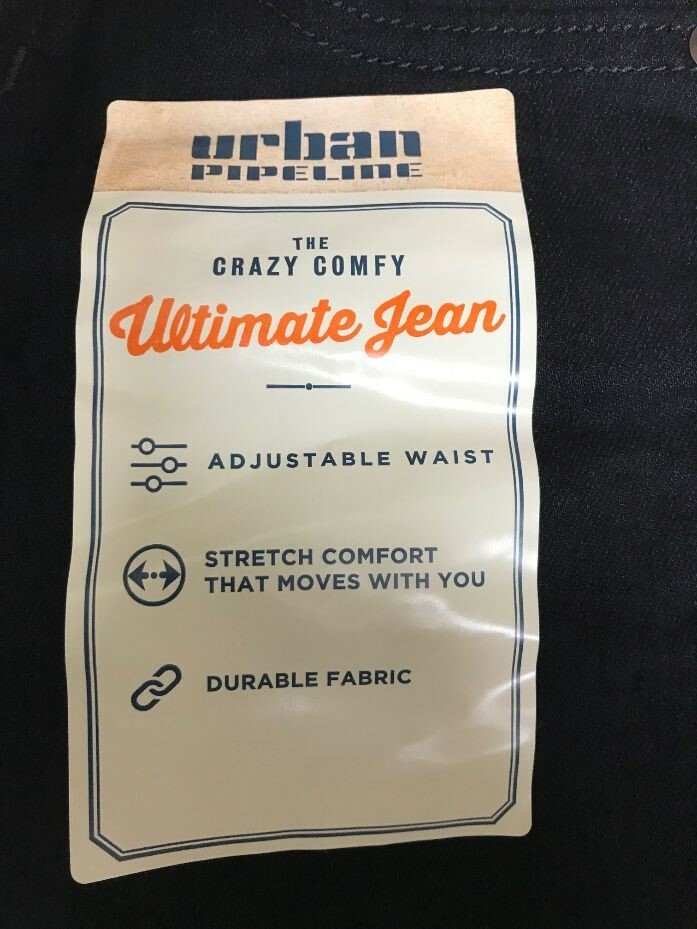 urban
PIPELINE
THE
CRAZY COMFY
Ultimate Jean
ADJUSTABLE WAIST
STRETCH COMFORT
THAT MOVES WITH YOU
DURABLE FABRIC